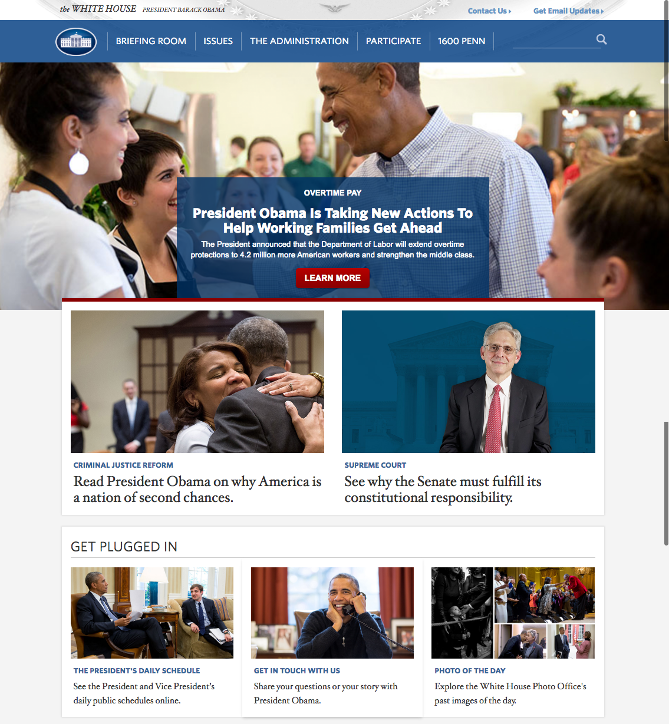 the WHITE HOUSE PRESIDENT BARACK OBAMA
Contact Us
Get Email Updates
BRIEFING ROOM
ISSUES
THE ADMINISTRATION
PARTICIPATE
1600 PENN
OVERTIME PAY
President Obama Is Taking New Actions To
Help Working Families Get Ahead
The President announced that the Department of Labor will extend overtime
protections to 4.2 million more American workers and strengthen the middle class.
LEARN MORE
CRIMINAL JUSTICE REFORM
Read President Obama on why America is
a nation of second chances.
SUPREME COURT
See why the Senate must fulfill its
constitutional responsibility.
GET PLUGGED IN
THE PRESIDENT'S DAILY SCHEDULE
See the President and Vice President's
daily public schedules online.
GET IN TOUCH WITH US
Share your questions or your story with
President Obama.
PHOTO OF THE DAY
Explore the White House Photo Office's
past images of the day.